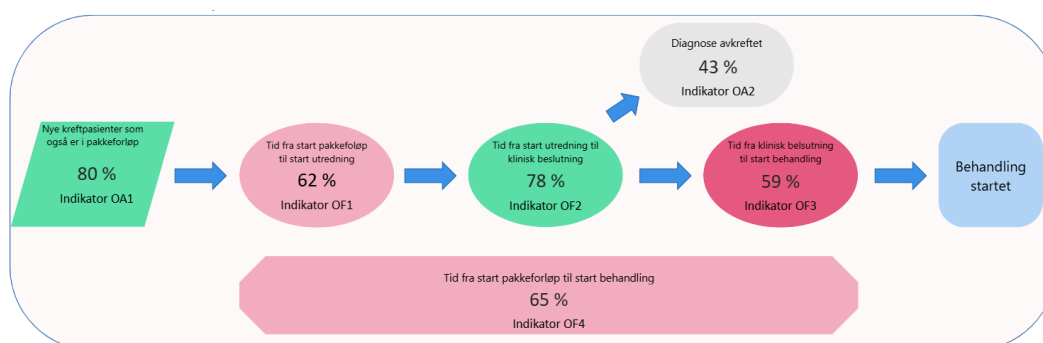 Nye kreftpasienter som
også er i pakkeforløp
80 %
Indikator OA1
Tid fra start pakkefoløp
til start utredning
62 %
Indikator OF1
Tid fra start utredning til
klinisk beslutning
78 %
Indikator OF2
Diagnose avkreftet
43 %
Indikator OA2
Tid fra klinisk belsutning
til start behandling
59 %
Indikator OF3
Behandling
startet
Tid fra start pakkeforløp til start behandling
65 %
Indikator OF4